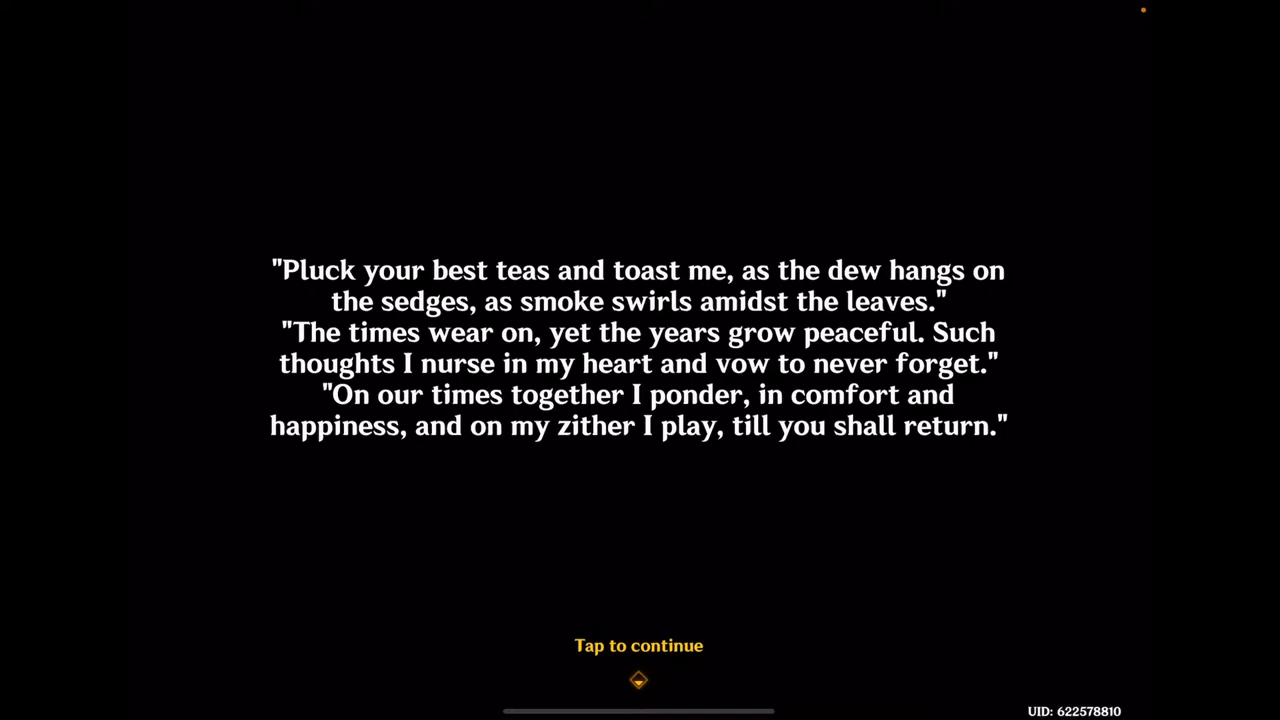 "Pluck your best teas and toast me, as the dew hangs on
the sedges, as smoke swirls amidst the leaves."
"The times wear on, yet the years grow peaceful. Such
thoughts I nurse in my heart and vow to never forget."
"On our times together I ponder, in comfort and
happiness, and on my zither I play, till you shall return."
Tap to continue
UID: 622578810